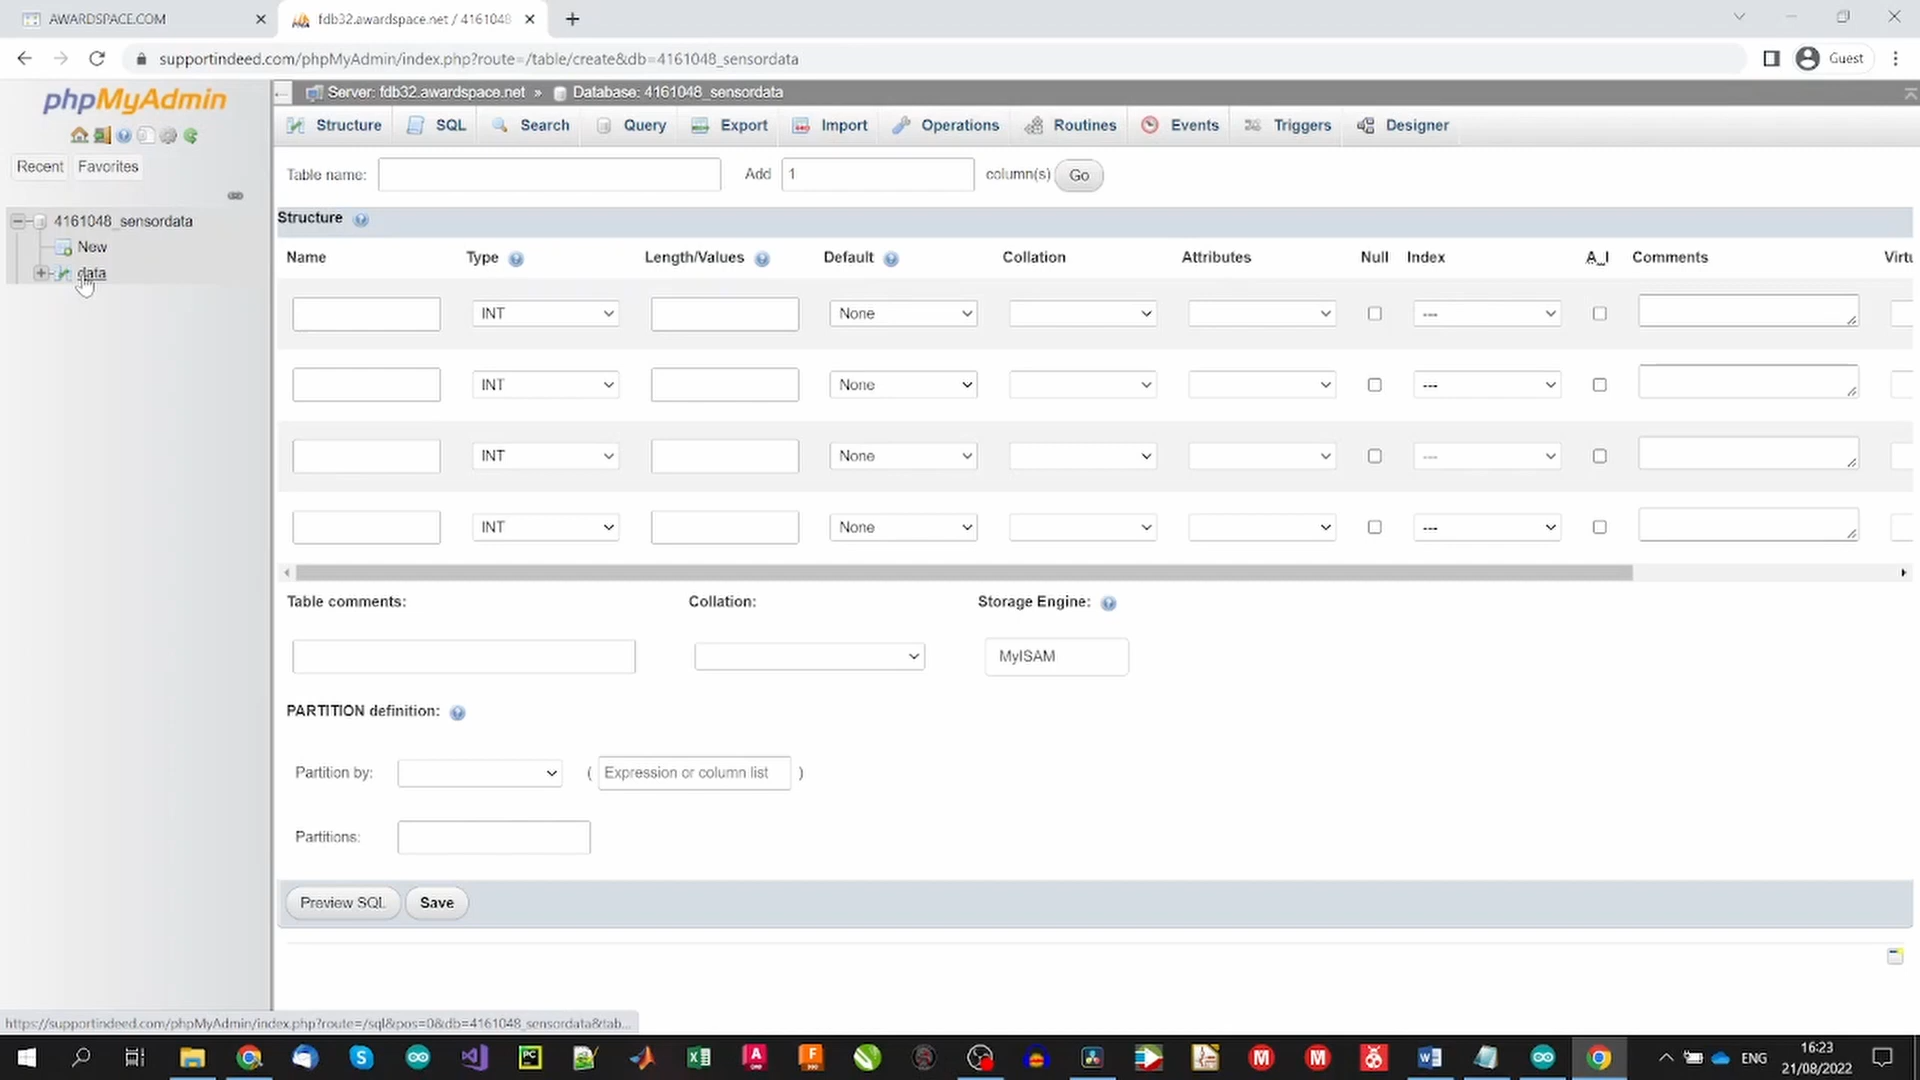 AWARDSPACE.COM
fdb32.awardspace.net / 4161048
supportindeed.com/phpMyAdmin/index.php?route=/table/create&db=4161048_sensordata
Guest
phpMyAdmin
Server: fdb32.awardspace.net » Database: 4161048_sensordata
Structure SQL Search Query Export Import Operations Routines Events Triggers Designer
Recent Favorites
Table name: Add 1 column(s) Go
4161048_sensordata
New
data
Structure
Name Type Length/Values Default Collation Attributes Null Index A_I Comments Virtu
INT None ---
INT None ---
INT None ---
INT None ---
Table comments: Collation: Storage Engine:
MyISAM
PARTITION definition:
Partition by: ( Expression or column list )
Partitions:
Preview SQL Save
https://supportindeed.com/phpMyAdmin/index.php?route=/sql&pos=0&db=4161048_sensordata&tab...
ENG
16:23
21/08/2022